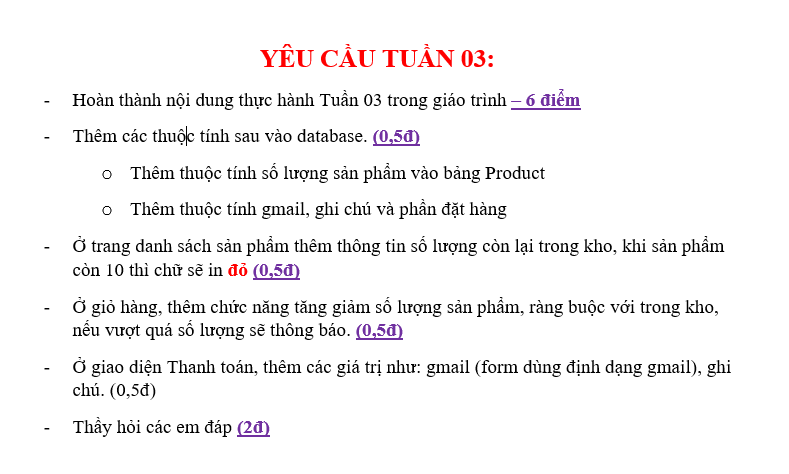 YÊU CẦU TUẦN 03:
- Hoàn thành nội dung thực hành Tuần 03 trong giáo trình – 6 điểm
- Thêm các thuộc tính sau vào database. (0,5đ)
o Thêm thuộc tính số lượng sản phẩm vào bảng Product
o Thêm thuộc tính gmail, ghi chú và phần đặt hàng
- Ở trang danh sách sản phẩm thêm thông tin số lượng còn lại trong kho, khi sản phẩm
còn 10 thì chữ sẽ in đỏ (0,5đ)
- Ở giỏ hàng, thêm chức năng tăng giảm số lượng sản phẩm, ràng buộc với trong kho,
nếu vượt quá số lượng sẽ thông báo. (0,5đ)
- Ở giao diện Thanh toán, thêm các giá trị như: gmail (form dùng định dạng gmail), ghi
chú. (0,5đ)
- Thầy hỏi các em đáp (2đ)